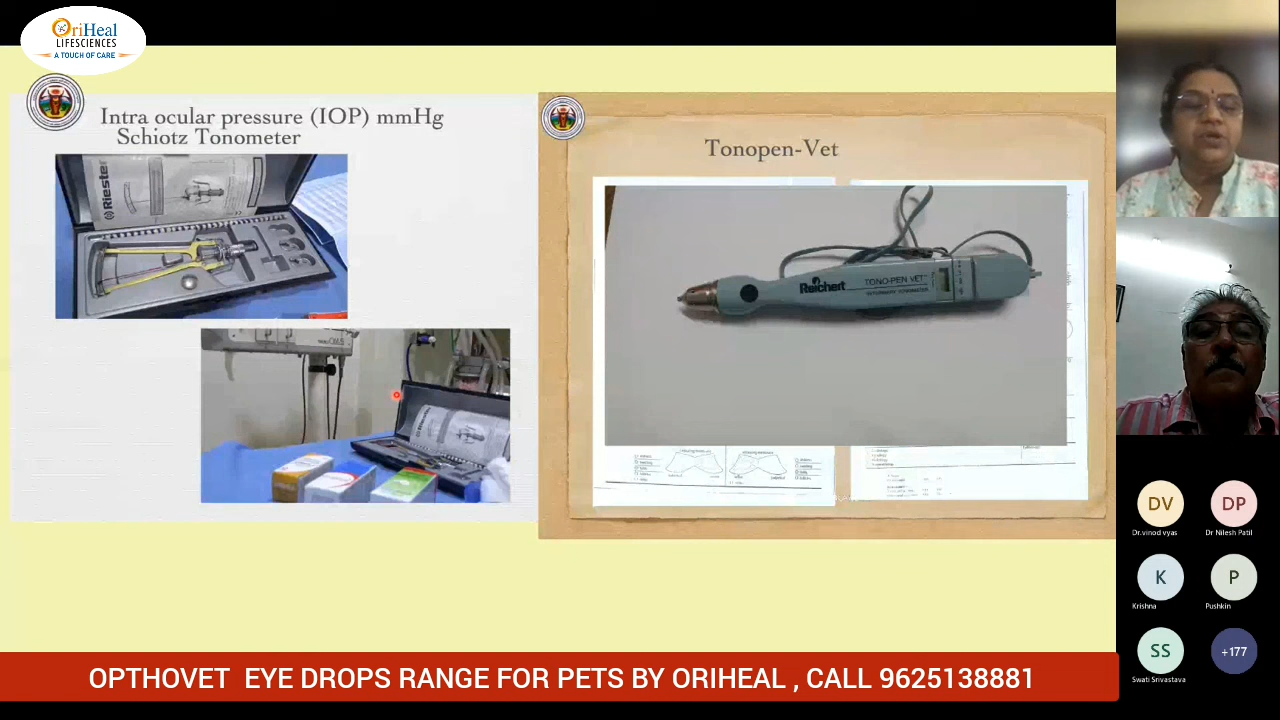 OriHeal
LIFESCIENCES
A TOUCH OF CARE
Intra ocular pressure (IOP) mmHg
Schiotz Tonometer
Riester
Tonopen-Vet
Reichert
TONO-PEN VET
VETERINARY TONOMETER
DV
DP
Dr.vinod vyas
Dr Nilesh Patil
K
P
Krishna
Pushkin
SS
+177
Swati Srivastava
OPTHOVET EYE DROPS RANGE FOR PETS BY ORIHEAL , CALL 9625138881